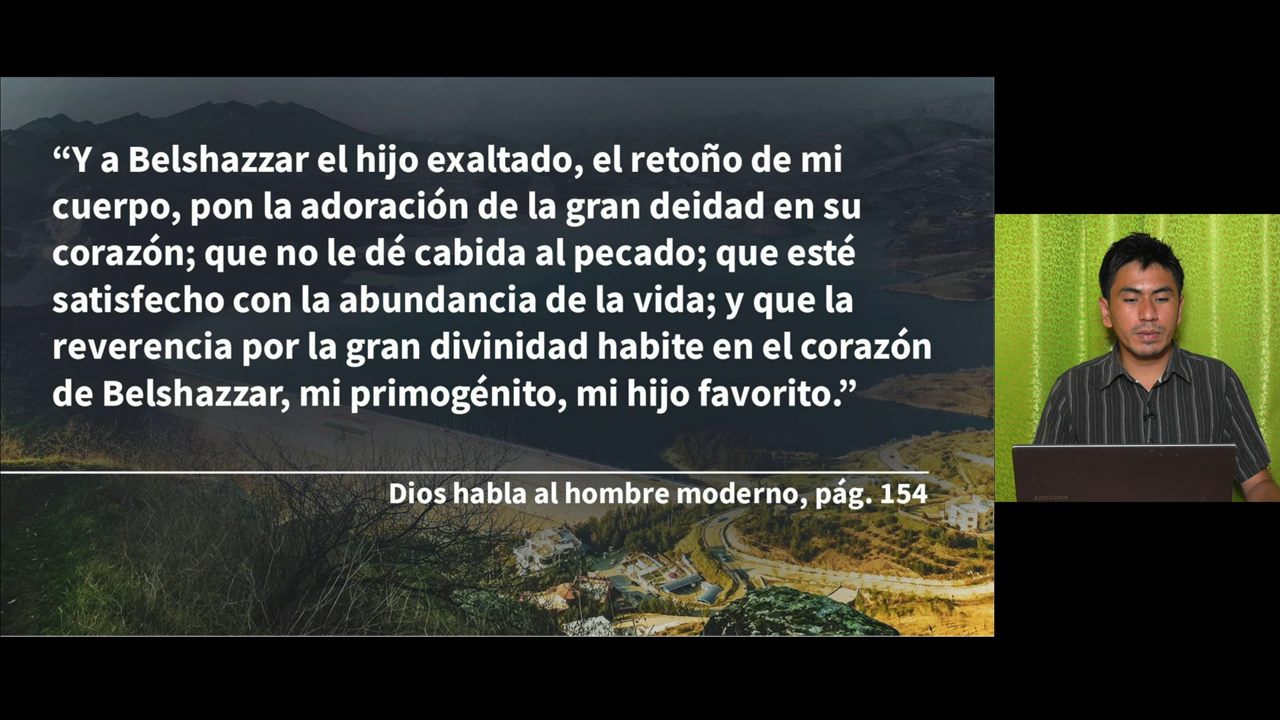 “Y a Belshazzar el hijo exaltado, el retoño de mi
cuerpo, pon la adoración de la gran deidad en su
corazón; que no le dé cabida al pecado; que esté
satisfecho con la abundancia de la vida; y que la
reverencia por la gran divinidad habite en el corazón
de Belshazzar, mi primogénito, mi hijo favorito.”
Dios habla al hombre moderno, pág. 154
SAMSUNG